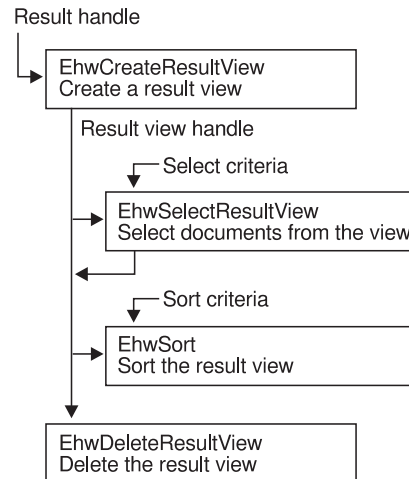 Result handle
EhwCreateResultView
Create a result view
Result view handle
Select criteria
EhwSelectResultView
Select documents from the view
Sort criteria
EhwSort
Sort the result view
EhwDeleteResultView
Delete the result view